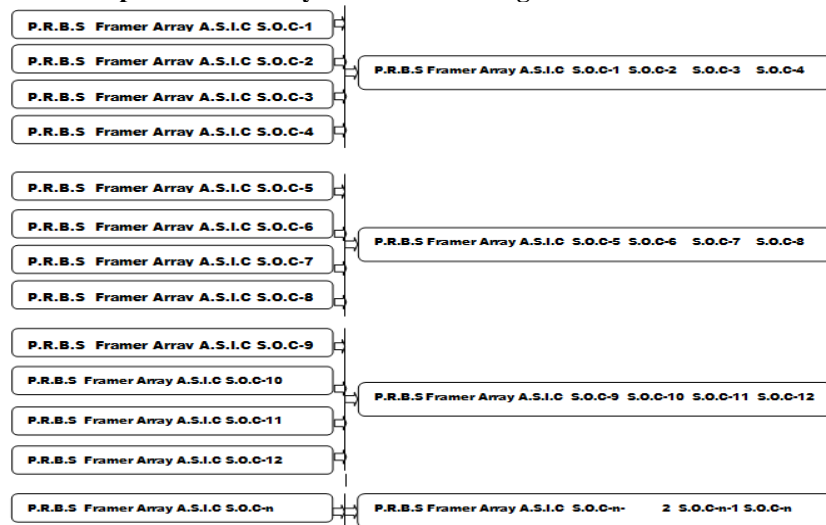 P.R.B.S Framer Array A.S.I.C S.O.C-1
P.R.B.S Framer Array A.S.I.C S.O.C-2
P.R.B.S Framer Array A.S.I.C S.O.C-3
P.R.B.S Framer Array A.S.I.C S.O.C-4
P.R.B.S Framer Array A.S.I.C S.O.C-1 S.O.C-2 S.O.C-3 S.O.C-4
P.R.B.S Framer Array A.S.I.C S.O.C-5
P.R.B.S Framer Array A.S.I.C S.O.C-6
P.R.B.S Framer Array A.S.I.C S.O.C-7
P.R.B.S Framer Array A.S.I.C S.O.C-8
P.R.B.S Framer Array A.S.I.C S.O.C-5 S.O.C-6 S.O.C-7 S.O.C-8
P.R.B.S Framer Array A.S.I.C S.O.C-9
P.R.B.S Framer Array A.S.I.C S.O.C-10
P.R.B.S Framer Array A.S.I.C S.O.C-11
P.R.B.S Framer Array A.S.I.C S.O.C-12
P.R.B.S Framer Array A.S.I.C S.O.C-9 S.O.C-10 S.O.C-11 S.O.C-12
P.R.B.S Framer Array A.S.I.C S.O.C-n
P.R.B.S Framer Array A.S.I.C S.O.C-n- 2 S.O.C-n-1 S.O.C-n